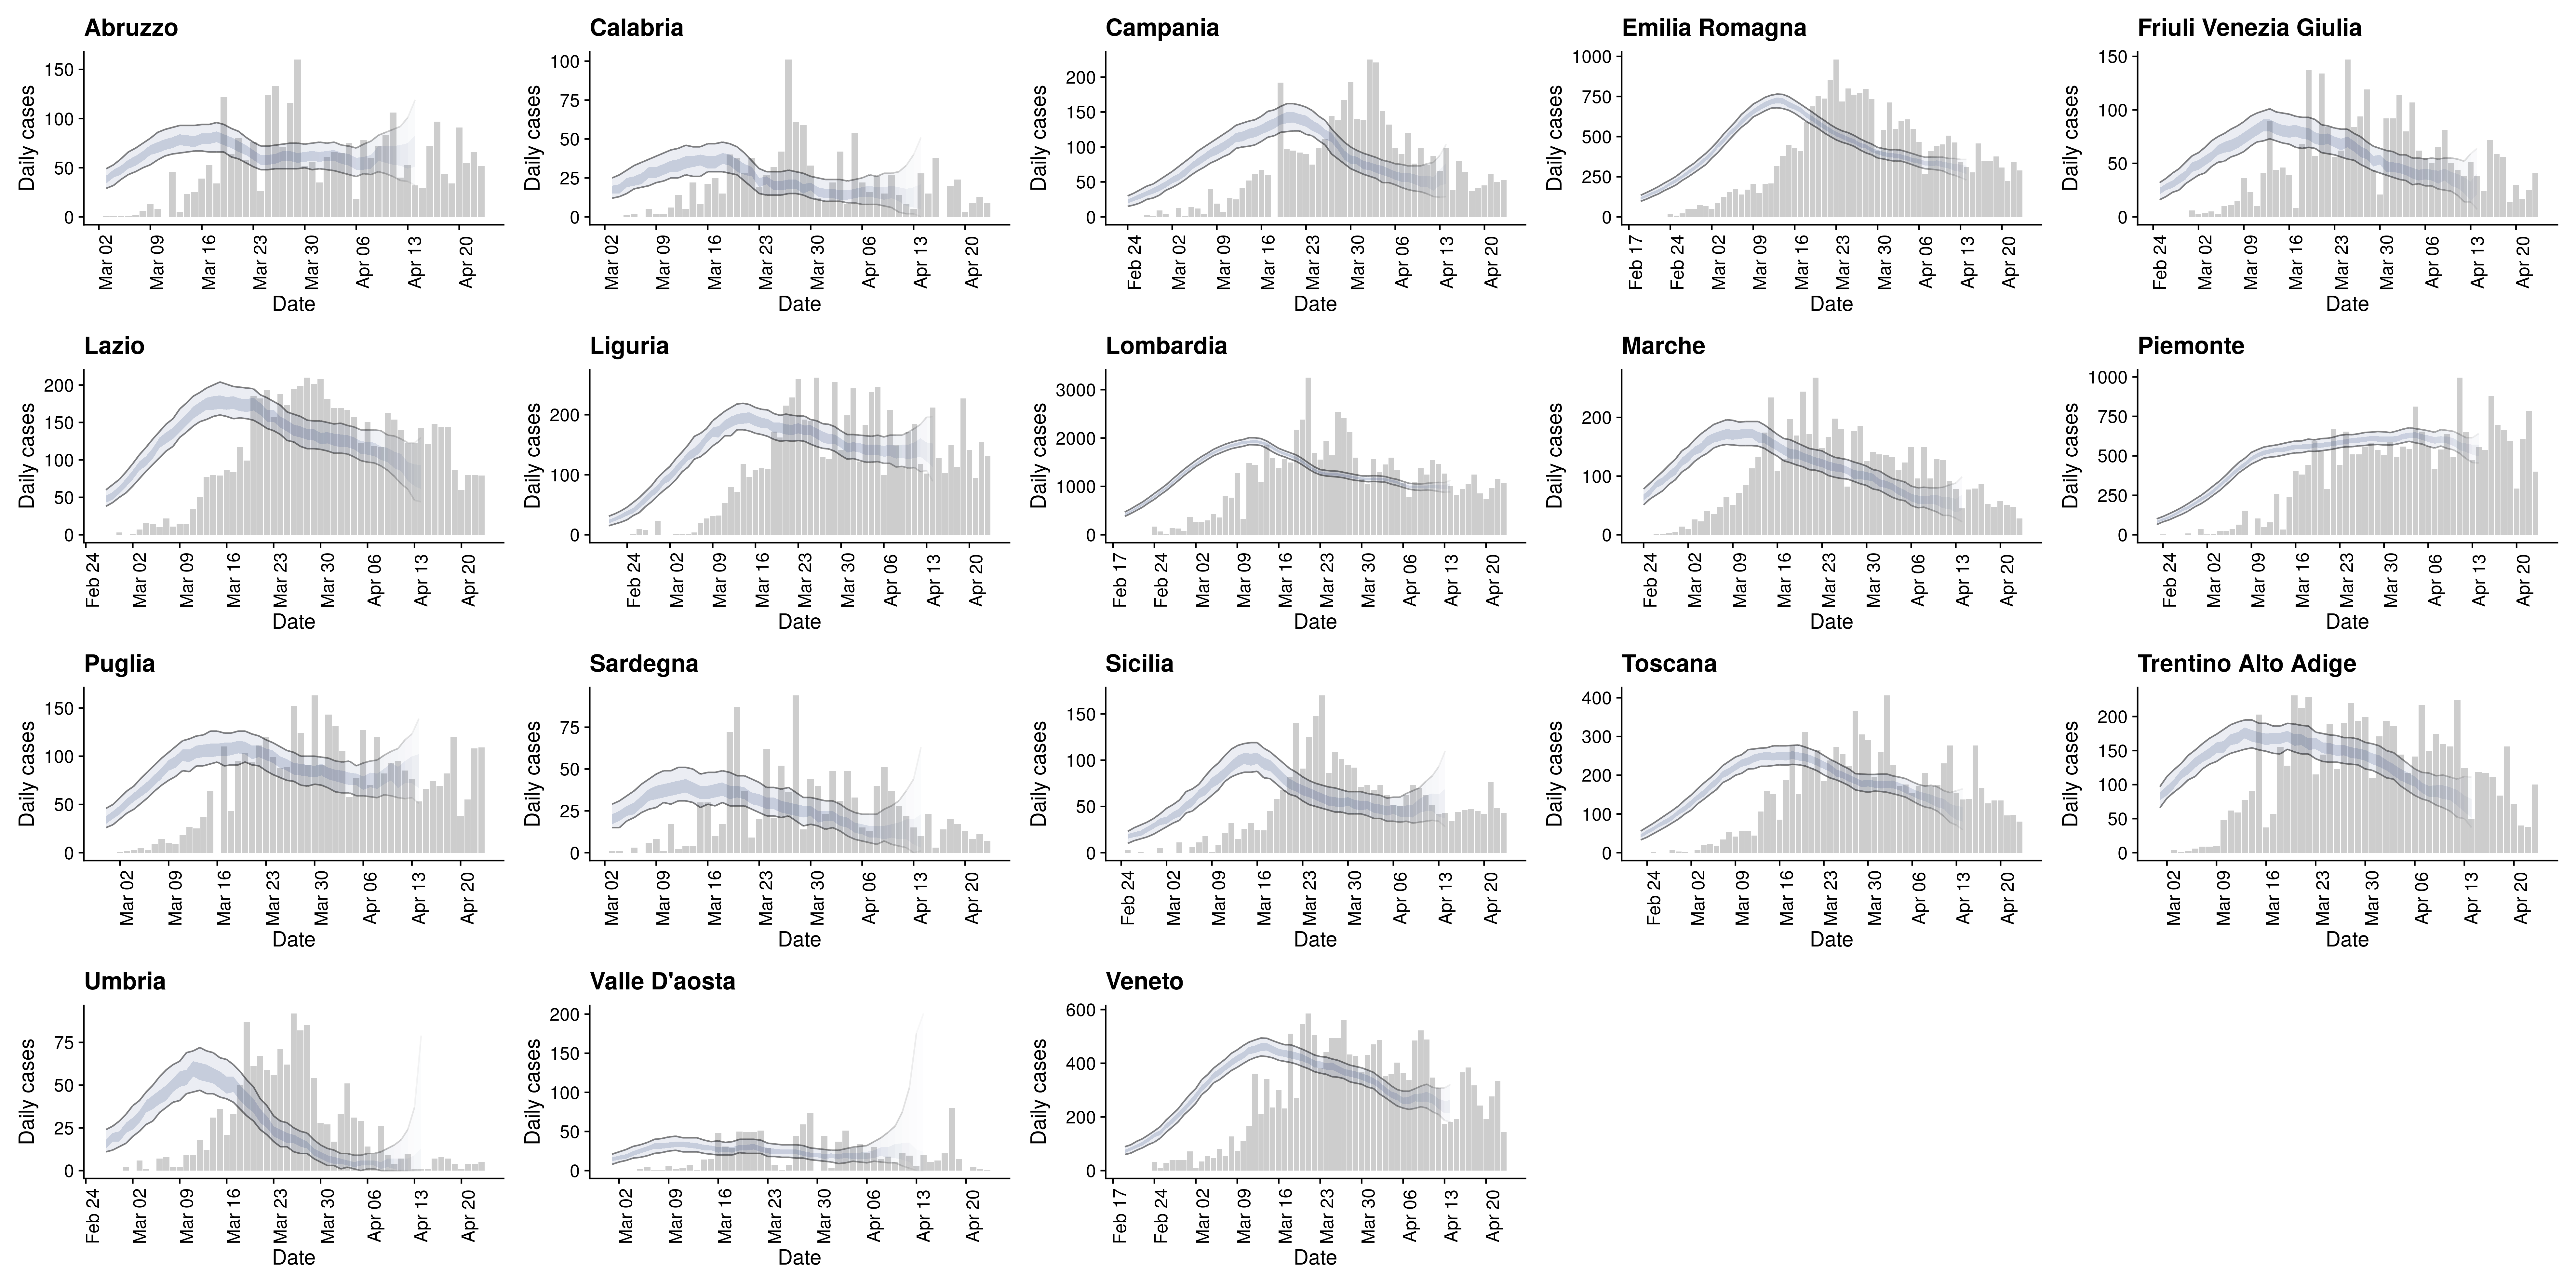 Abruzzo
Daily cases
150
100
50
0
Mar 02 Mar 09 Mar 16 Mar 23 Mar 30 Apr 06 Apr 13 Apr 20
Date
Calabria
Daily cases
100
75
50
25
0
Mar 02 Mar 09 Mar 16 Mar 23 Mar 30 Apr 06 Apr 13 Apr 20
Date
Campania
Daily cases
200
150
100
50
0
Feb 24 Mar 02 Mar 09 Mar 16 Mar 23 Mar 30 Apr 06 Apr 13 Apr 20
Date
Emilia Romagna
Daily cases
1000
750
500
250
0
Feb 17 Feb 24 Mar 02 Mar 09 Mar 16 Mar 23 Mar 30 Apr 06 Apr 13 Apr 20
Date
Friuli Venezia Giulia
Daily cases
150
100
50
0
Feb 24 Mar 02 Mar 09 Mar 16 Mar 23 Mar 30 Apr 06 Apr 13 Apr 20
Date
Lazio
Daily cases
200
150
100
50
0
Feb 24 Mar 02 Mar 09 Mar 16 Mar 23 Mar 30 Apr 06 Apr 13 Apr 20
Date
Liguria
Daily cases
200
100
0
Feb 24 Mar 02 Mar 09 Mar 16 Mar 23 Mar 30 Apr 06 Apr 13 Apr 20
Date
Lombardia
Daily cases
3000
2000
1000
0
Feb 17 Feb 24 Mar 02 Mar 09 Mar 16 Mar 23 Mar 30 Apr 06 Apr 13 Apr 20
Date
Marche
Daily cases
200
100
0
Feb 24 Mar 02 Mar 09 Mar 16 Mar 23 Mar 30 Apr 06 Apr 13 Apr 20
Date
Piemonte
Daily cases
1000
750
500
250
0
Feb 24 Mar 02 Mar 09 Mar 16 Mar 23 Mar 30 Apr 06 Apr 13 Apr 20
Date
Puglia
Daily cases
150
100
50
0
Mar 02 Mar 09 Mar 16 Mar 23 Mar 30 Apr 06 Apr 13 Apr 20
Date
Sardegna
Daily cases
75
50
25
0
Mar 02 Mar 09 Mar 16 Mar 23 Mar 30 Apr 06 Apr 13 Apr 20
Date
Sicilia
Daily cases
150
100
50
0
Feb 24 Mar 02 Mar 09 Mar 16 Mar 23 Mar 30 Apr 06 Apr 13 Apr 20
Date
Toscana
Daily cases
400
300
200
100
0
Feb 24 Mar 02 Mar 09 Mar 16 Mar 23 Mar 30 Apr 06 Apr 13 Apr 20
Date
Trentino Alto Adige
Daily cases
200
150
100
50
0
Mar 02 Mar 09 Mar 16 Mar 23 Mar 30 Apr 06 Apr 13 Apr 20
Date
Umbria
Daily cases
75
50
25
0
Feb 24 Mar 02 Mar 09 Mar 16 Mar 23 Mar 30 Apr 06 Apr 13 Apr 20
Date
Valle D'aosta
Daily cases
200
150
100
50
0
Mar 02 Mar 09 Mar 16 Mar 23 Mar 30 Apr 06 Apr 13 Apr 20
Date
Veneto
Daily cases
600
400
200
0
Feb 17 Feb 24 Mar 02 Mar 09 Mar 16 Mar 23 Mar 30 Apr 06 Apr 13 Apr 20
Date